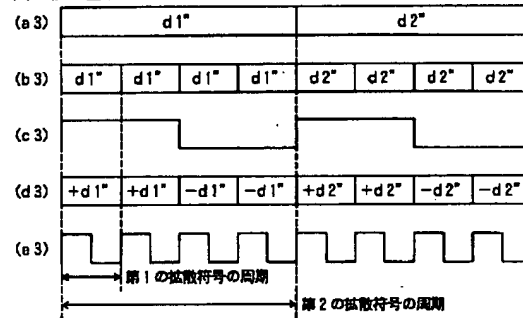 (a3) d1" d2"
(b3) d1" d1" d1" d1" d2" d2" d2" d2"
(c3)
(d3) +d1" +d1" -d1" -d1" +d2" +d2" -d2" -d2"
(e3)
第1の拡散符号の周期
第2の拡散符号の周期